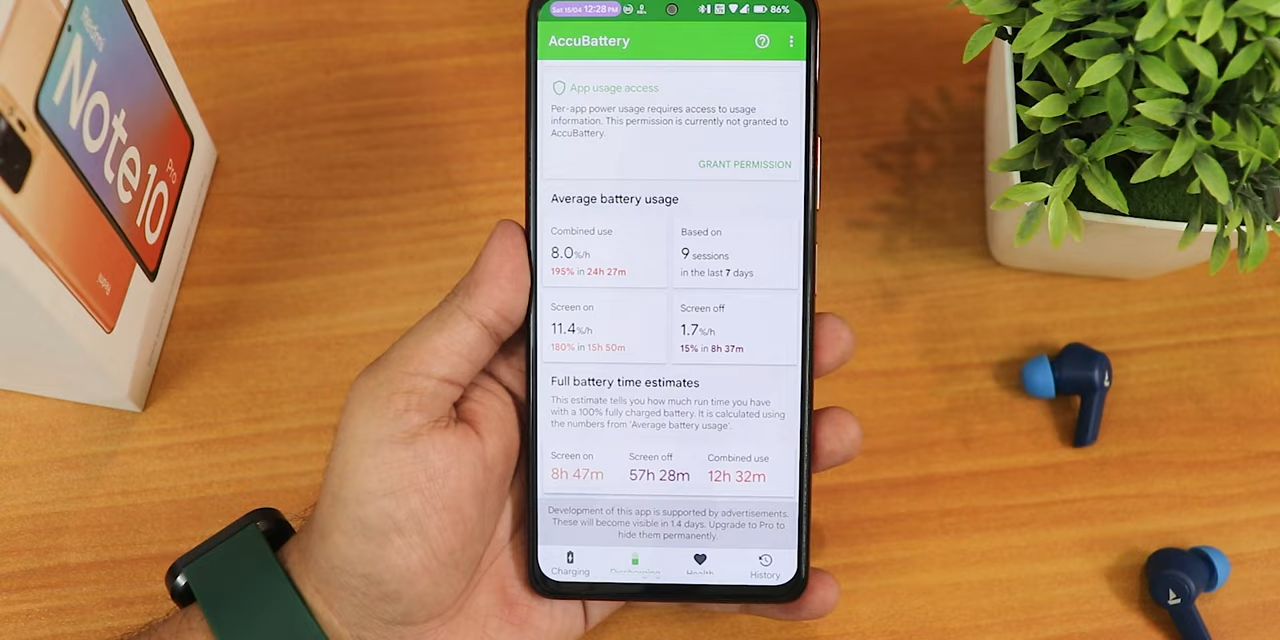 Redmi
Note 10
Pro
Redmi
Sat 15/04 12:28 PM
86%
AccuBattery
App usage access
Per-app power usage requires access to usage
information. This permission is currently not granted to
AccuBattery.
GRANT PERMISSION
Average battery usage
Combined use
8.0%/h
195% in 24h 27m
Based on
9 sessions
in the last 7 days
Screen on
11.4%/h
180% in 15h 50m
Screen off
1.7%/h
15% in 8h 37m
Full battery time estimates
This estimate tells you how much run time you have
with a 100% fully charged battery. It is calculated using
the numbers from 'Average battery usage'.
Screen on
8h 47m
Screen off
57h 28m
Combined use
12h 32m
Development of this app is supported by advertisements.
These will become visible in 1.4 days. Upgrade to Pro to
hide them permanently.
Charging
Discharging
Health
History